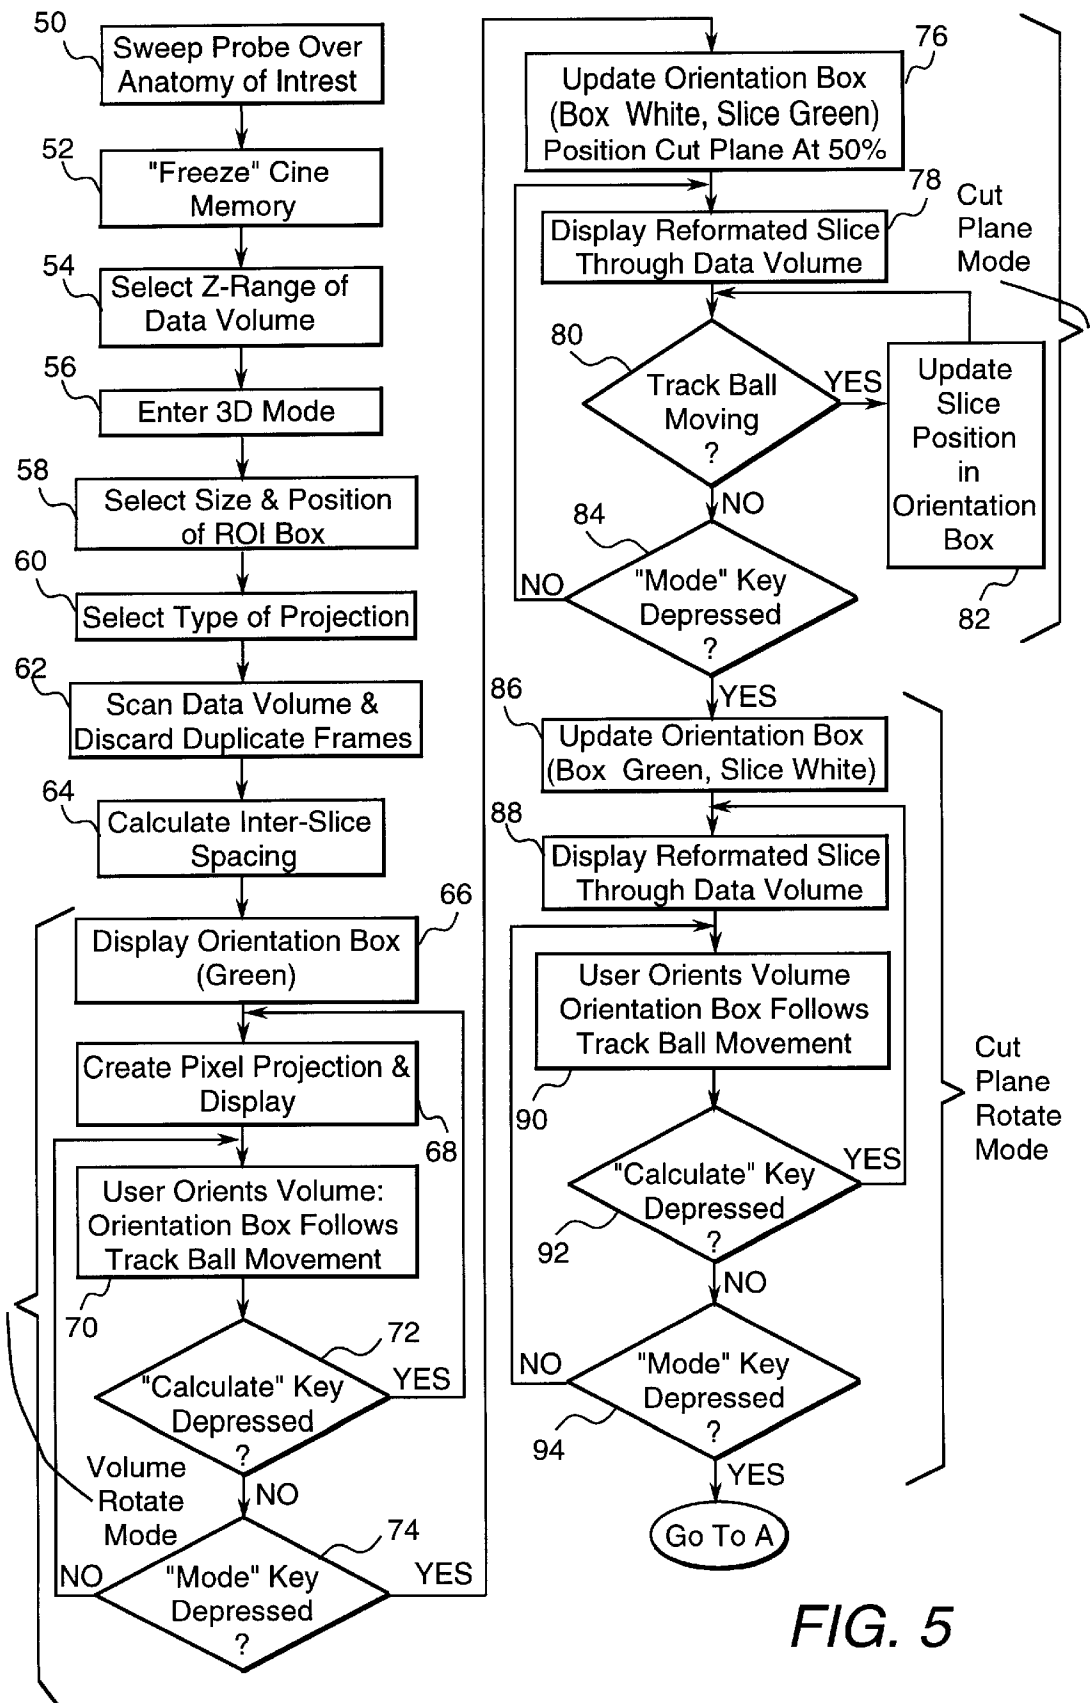 50
Sweep Probe Over
Anatomy of Intrest
52
"Freeze" Cine
Memory
54
Select Z-Range of
Data Volume
56
Enter 3D Mode
58
Select Size & Position
of ROI Box
60
Select Type of Projection
62
Scan Data Volume &
Discard Duplicate Frames
64
Calculate Inter-Slice
Spacing
66
Display Orientation Box
(Green)
Create Pixel Projection &
Display
68
User Orients Volume:
Orientation Box Follows
Track Ball Movement
70
72
"Calculate" Key
Depressed
?
YES
NO
Volume
Rotate
Mode
74
"Mode" Key
Depressed
?
NO
YES
76
Update Orientation Box
(Box White, Slice Green)
Position Cut Plane At 50%
78
Display Reformated Slice
Through Data Volume
Cut
Plane
Mode
80
Track Ball
Moving
?
YES
NO
Update
Slice
Position
in
Orientation
Box
82
84
"Mode" Key
Depressed
?
NO
YES
86
Update Orientation Box
(Box Green, Slice White)
88
Display Reformated Slice
Through Data Volume
User Orients Volume
Orientation Box Follows
Track Ball Movement
90
Cut
Plane
Rotate
Mode
"Calculate" Key
Depressed
?
YES
92
NO
"Mode" Key
Depressed
?
NO
94
YES
Go To A
FIG. 5